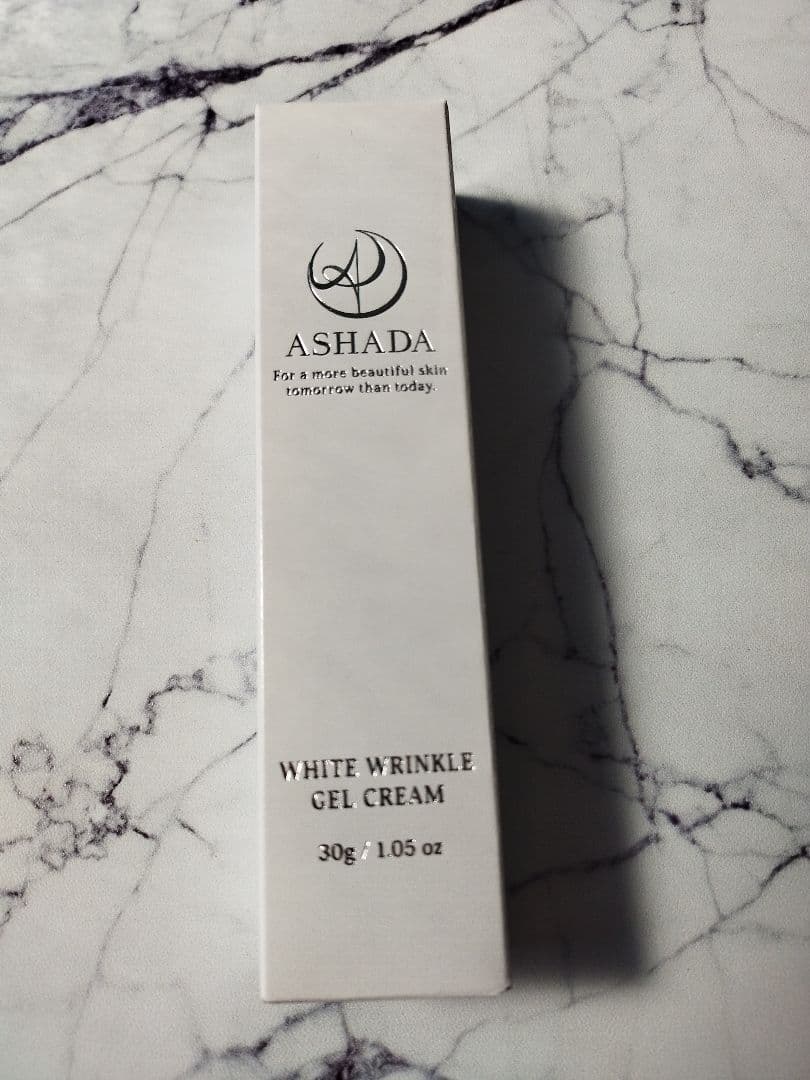 ASHADA
For a more beautiful skin
tomorrow than today.
WHITE WRINKLE
GEL CREAM
30g / 1.05 oz